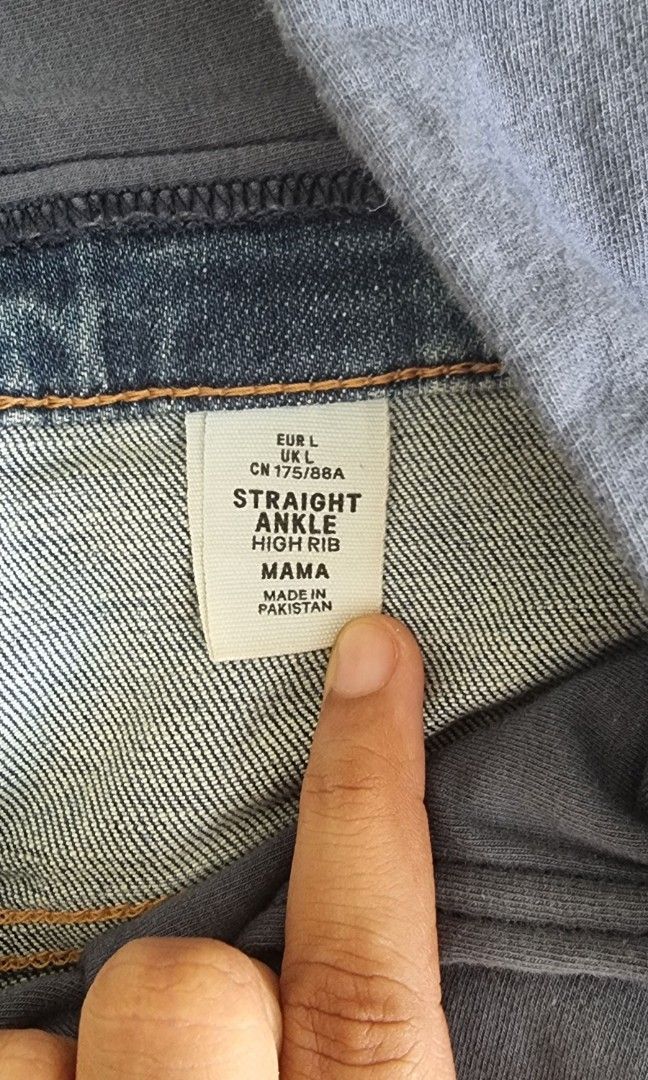 EUR L
UK L
CN 175/88A
STRAIGHT
ANKLE
HIGH RIB
MAMA
MADE IN
PAKISTAN